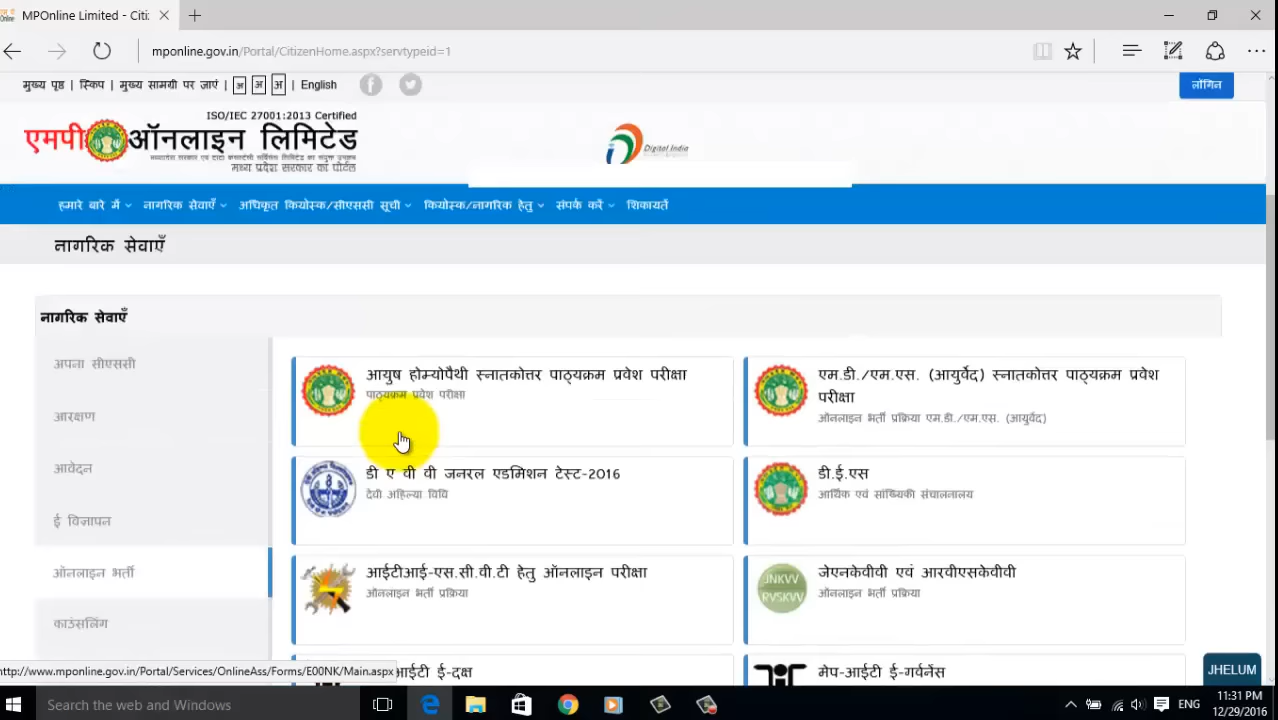 MPOnline Limited - Citi
mponline.gov.in/Portal/CitizenHome.aspx?servtypeid=1
मुख्य पृष्ठ | स्किप | मुख्य सामग्री पर जाएं | अ अ अ | English
लॉगिन
ISO/IEC 27001:2013 Certified
एमपी ऑनलाइन लिमिटेड
मध्य प्रदेश सरकार का पोर्टल
Digital India
हमारे बारे में नागरिक सेवाएँ अधिकृत कियोस्क/सीएससी सूची कियोस्क/नागरिक हेतु संपर्क करें शिकायतें
नागरिक सेवाएँ
नागरिक सेवाएँ
अपना सीएससी
आरक्षण
आवेदन
ई विज्ञापन
ऑनलाइन भर्ती
काउंसलिंग
आयुष होम्योपैथी स्नातकोत्तर पाठ्यक्रम प्रवेश परीक्षा
पाठ्यक्रम प्रवेश परीक्षा
एम.डी./एम.एस. (आयुर्वेद) स्नातकोत्तर पाठ्यक्रम प्रवेश
परीक्षा
ऑनलाइन भर्ती प्रक्रिया एम.डी./एम.एस. (आयुर्वेद)
डी ए वी वी जनरल एडमिशन टेस्ट-2016
देवी अहिल्या विवि
डी.ई.एस
आर्थिक एवं सांख्यिकी संचालनालय
आईटीआई-एस.सी.वी.टी हेतु ऑनलाइन परीक्षा
ऑनलाइन भर्ती प्रक्रिया
JNKVV
RVSKVV
जेएनकेवीवी एवं आरवीएसकेवीवी
ऑनलाइन भर्ती प्रक्रिया
http://www.mponline.gov.in/Portal/Services/OnlineAss/Forms/E00NK/Main.aspx
आईटी ई-दक्ष
मेप-आईटी ई-गवर्नेंस
JHELUM
Search the web and Windows
ENG
11:31 PM
12/29/2016